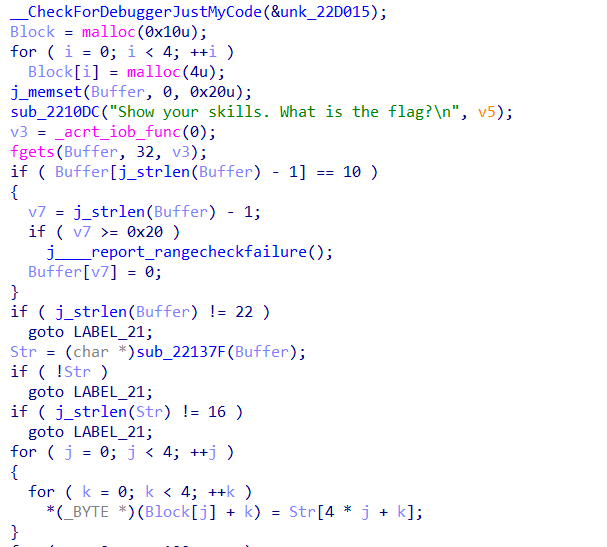 __CheckForDebuggerJustMyCode(&unk_22D015);
Block = malloc(0x10u);
for ( i = 0; i < 4; ++i )
  Block[i] = malloc(4u);
j_memset(Buffer, 0, 0x20u);
sub_2210DC("Show your skills. What is the flag?\n", v5);
v3 = _acrt_iob_func(0);
fgets(Buffer, 32, v3);
if ( Buffer[j_strlen(Buffer) - 1] == 10 )
{
  v7 = j_strlen(Buffer) - 1;
  if ( v7 >= 0x20 )
    j____report_rangecheckfailure();
  Buffer[v7] = 0;
}
if ( j_strlen(Buffer) != 22 )
  goto LABEL_21;
Str = (char *)sub_22137F(Buffer);
if ( !Str )
  goto LABEL_21;
if ( j_strlen(Str) != 16 )
  goto LABEL_21;
for ( j = 0; j < 4; ++j )
{
  for ( k = 0; k < 4; ++k )
    *(_BYTE *)(Block[j] + k) = Str[4 * j + k];
}